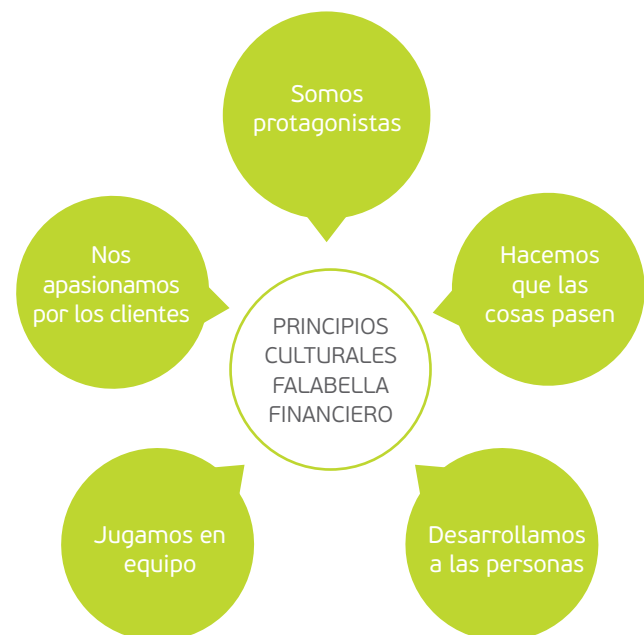 Somos
protagonistas
Nos
apasionamos
por los clientes
Hacemos
que las
cosas pasen
PRINCIPIOS
CULTURALES
FALABELLA
FINANCIERO
Jugamos en
equipo
Desarrollamos
a las personas